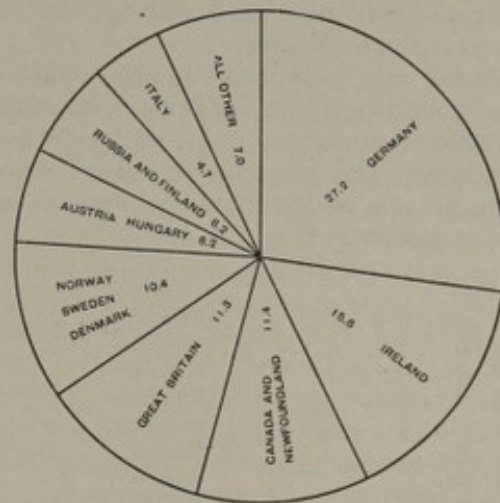 GERMANY
27.2
IRELAND
15.6
CANADA AND
NEWFOUNDLAND
11.4
GREAT BRITAIN
11.3
NORWAY
SWEDEN
DENMARK
10.4
AUSTRIA HUNGARY 6.2
RUSSIA AND FINLAND 6.2
ITALY 4.7
ALL OTHER 7.0